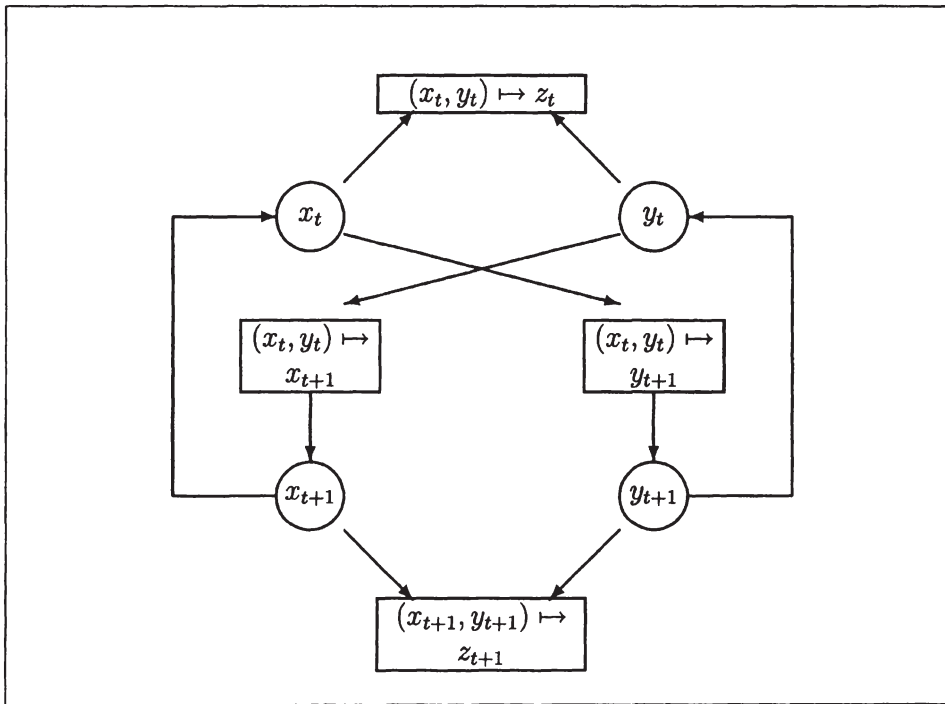 (x_t, y_t) ↦ z_t
x_t
y_t
(x_t, y_t) ↦
x_{t+1}
(x_t, y_t) ↦
y_{t+1}
x_{t+1}
y_{t+1}
(x_{t+1}, y_{t+1}) ↦
z_{t+1}